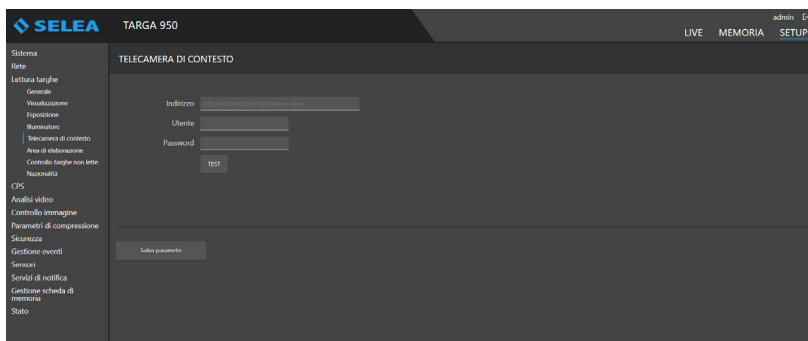 SELEA
TARGA 950
admin
LIVE MEMORIA SETUP
Sistema
Rete
Lettura targhe
Generale
Visualizzazione
Esposizione
Illuminatore
Telecamera di contesto
Area di elaborazione
Controllo targhe non lette
Nazionalità
CPS
Analisi video
Controllo immagine
Parametri di compressione
Sicurezza
Gestione eventi
Sensori
Servizi di notifica
Gestione scheda di
memoria
Stato
TELECAMERA DI CONTESTO
Indirizzo
Utente
Password
TEST
Salva parametri